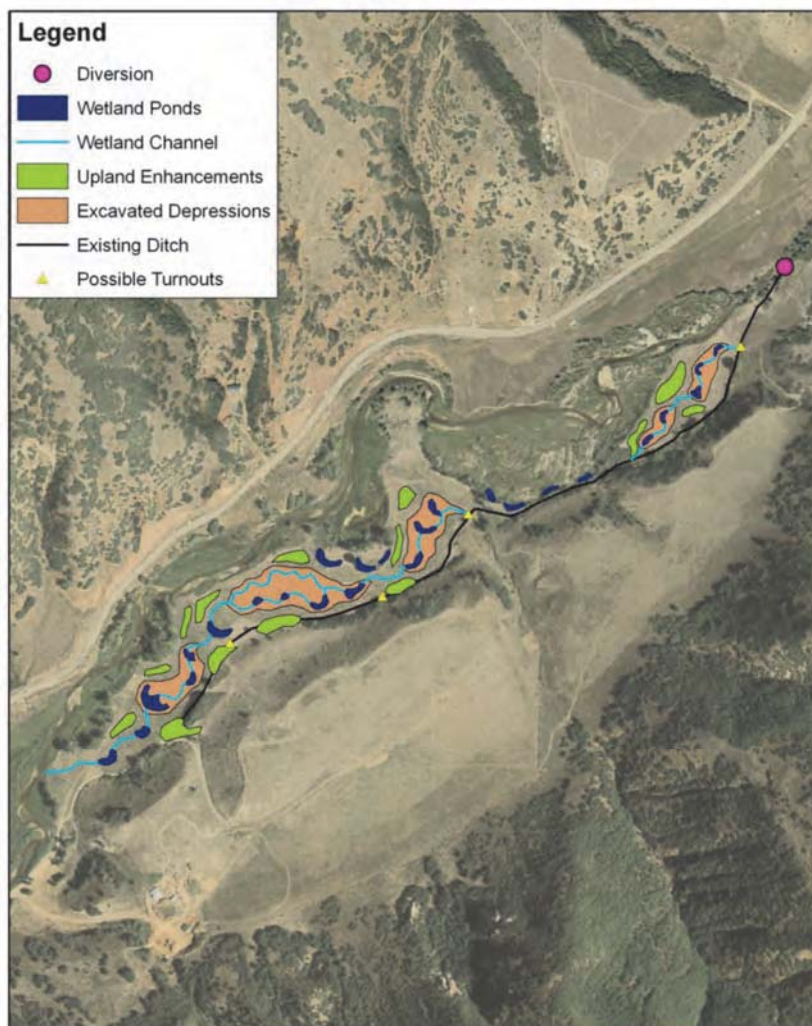 Legend
Diversion
Wetland Ponds
Wetland Channel
Upland Enhancements
Excavated Depressions
Existing Ditch
Possible Turnouts